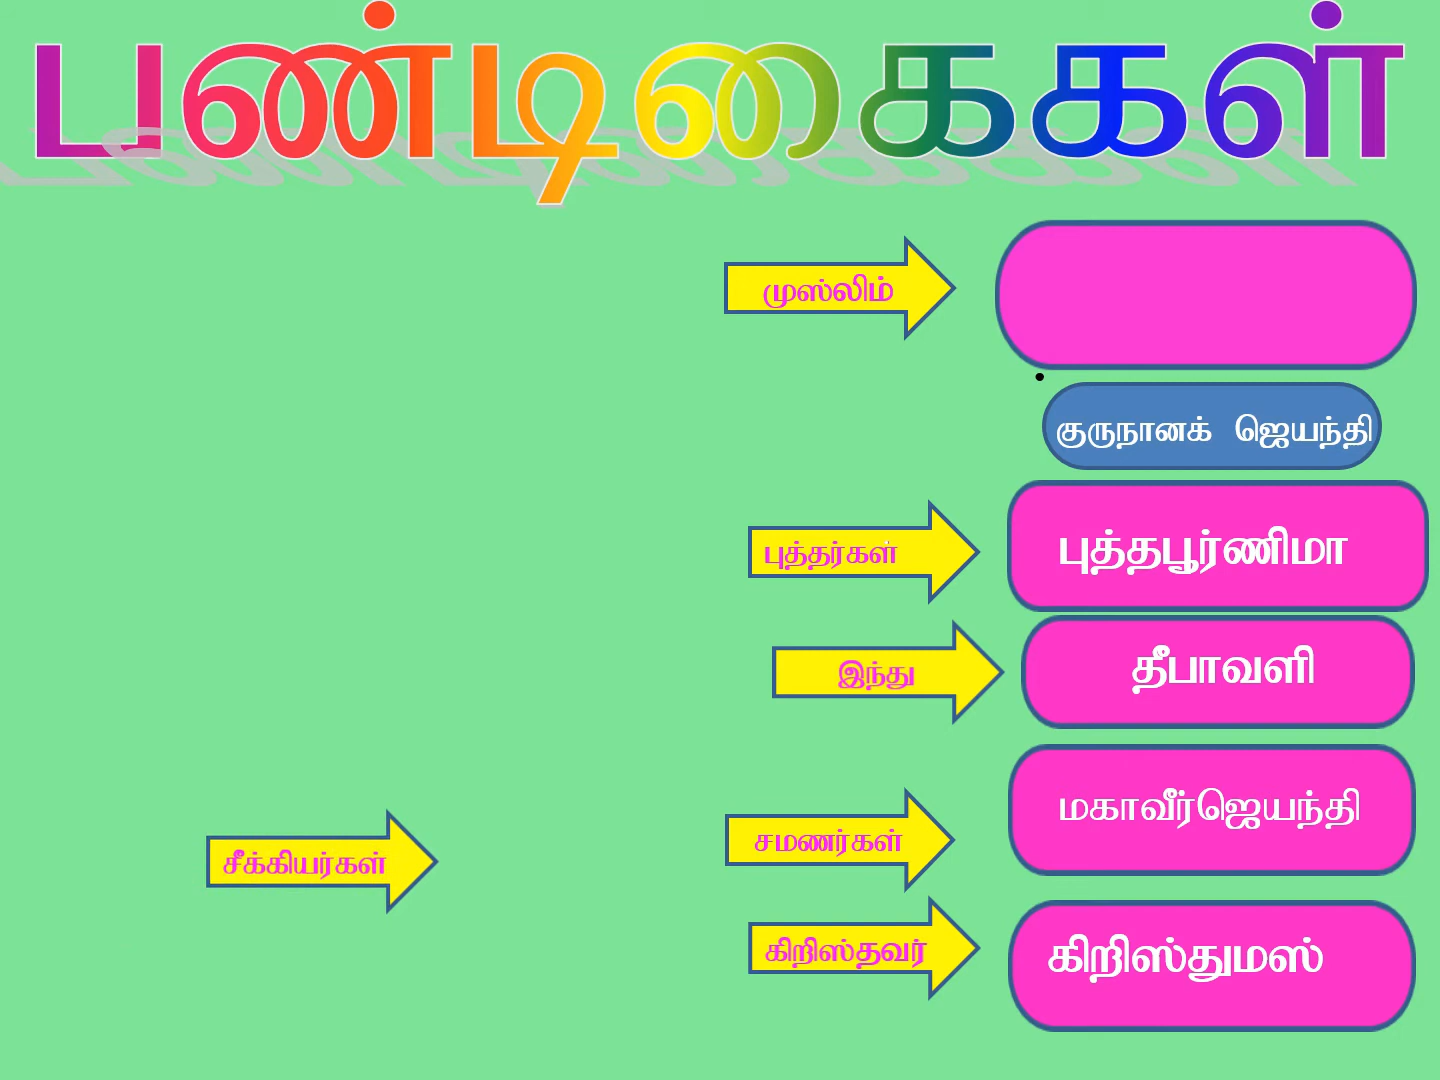 பண்டிகைகள்
முஸ்லிம்
குருநானக் ஜெயந்தி
புத்தர்கள்
புத்தபூர்ணிமா
இந்து
தீபாவளி
சமணர்கள்
மகாவீர்ஜெயந்தி
சீக்கியர்கள்
கிறிஸ்தவர்
கிறிஸ்துமஸ்